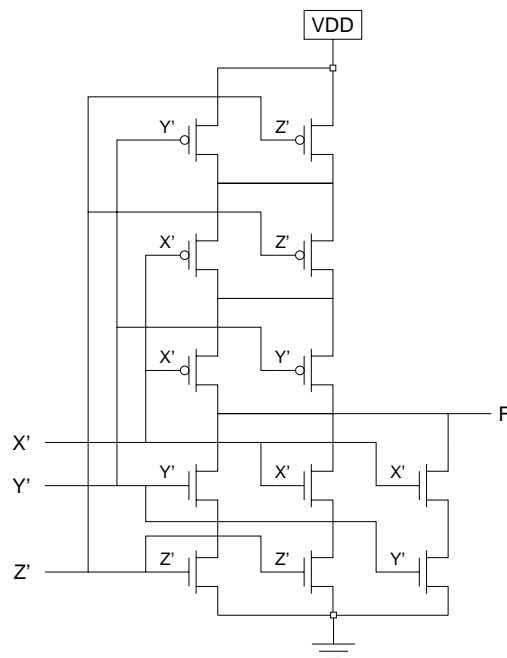 VDD
Y' Z'
X' Z'
X' Y'
F
X'
Y' X' X'
Y'
Z' Z' Y'
Z'